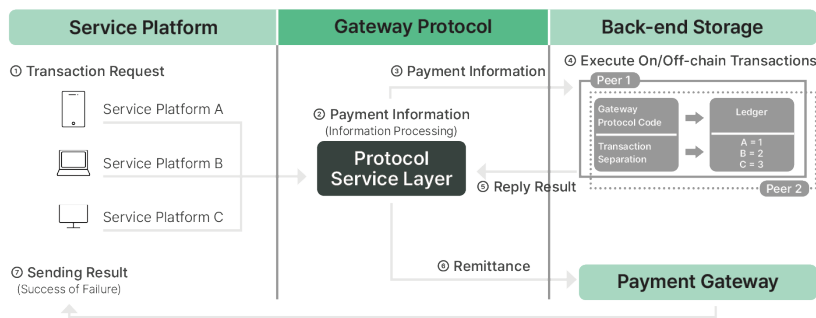 Service Platform
Gateway Protocol
Back-end Storage
① Transaction Request
Service Platform A
Service Platform B
Service Platform C
⑦ Sending Result
(Success of Failure)
② Payment Information
(Information Processing)
Protocol
Service Layer
③ Payment Information
④ Execute On/Off-chain Transactions
Peer 1
Gateway
Protocol Code
Ledger
Transaction
Separation
A = 1
B = 2
C = 3
Peer 2
⑤ Reply Result
⑥ Remittance
Payment Gateway